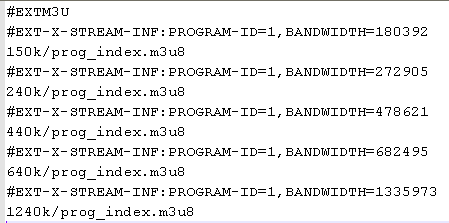 #EXTM3U
#EXT-X-STREAM-INF:PROGRAM-ID=1,BANDWIDTH=180392
150k/prog_index.m3u8
#EXT-X-STREAM-INF:PROGRAM-ID=1,BANDWIDTH=272905
240k/prog_index.m3u8
#EXT-X-STREAM-INF:PROGRAM-ID=1,BANDWIDTH=478621
440k/prog_index.m3u8
#EXT-X-STREAM-INF:PROGRAM-ID=1,BANDWIDTH=682495
640k/prog_index.m3u8
#EXT-X-STREAM-INF:PROGRAM-ID=1,BANDWIDTH=1335973
1240k/prog_index.m3u8